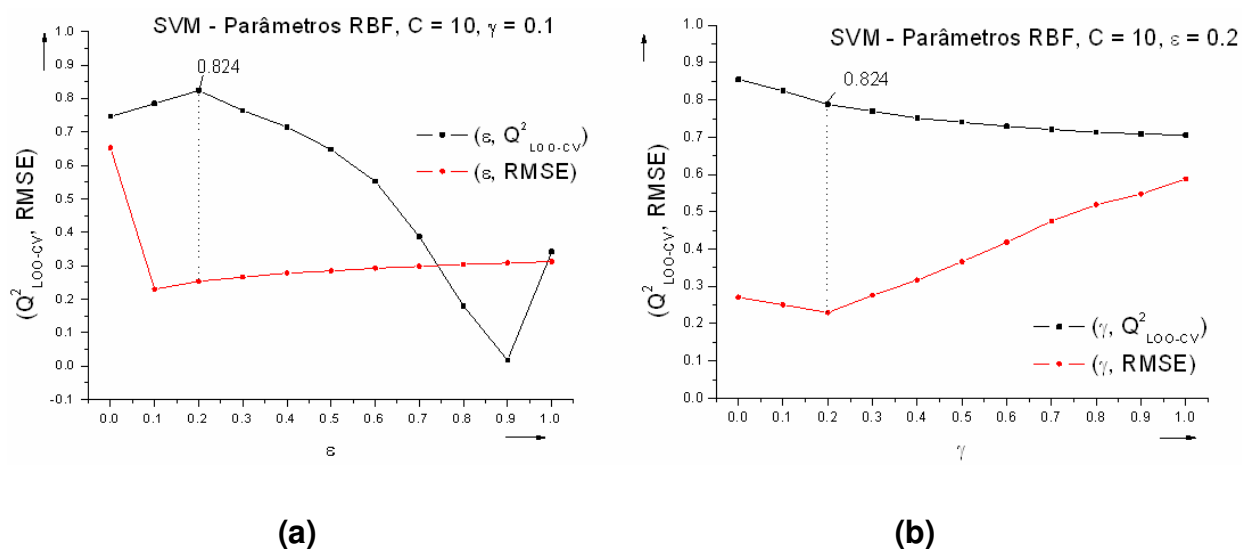 SVM - Parâmetros RBF, C = 10, γ = 0.1
0.824
(ε, Q²LOO-CV)
(ε, RMSE)
(Q²LOO-CV, RMSE)
1.0
0.9
0.8
0.7
0.6
0.5
0.4
0.3
0.2
0.1
0.0
-0.1
0.0 0.1 0.2 0.3 0.4 0.5 0.6 0.7 0.8 0.9 1.0
ε
(a)
SVM - Parâmetros RBF, C = 10, ε = 0.2
0.824
(γ, Q²LOO-CV)
(γ, RMSE)
(Q²LOO-CV, RMSE)
1.0
0.9
0.8
0.7
0.6
0.5
0.4
0.3
0.2
0.1
0.0
0.0 0.1 0.2 0.3 0.4 0.5 0.6 0.7 0.8 0.9 1.0
γ
(b)